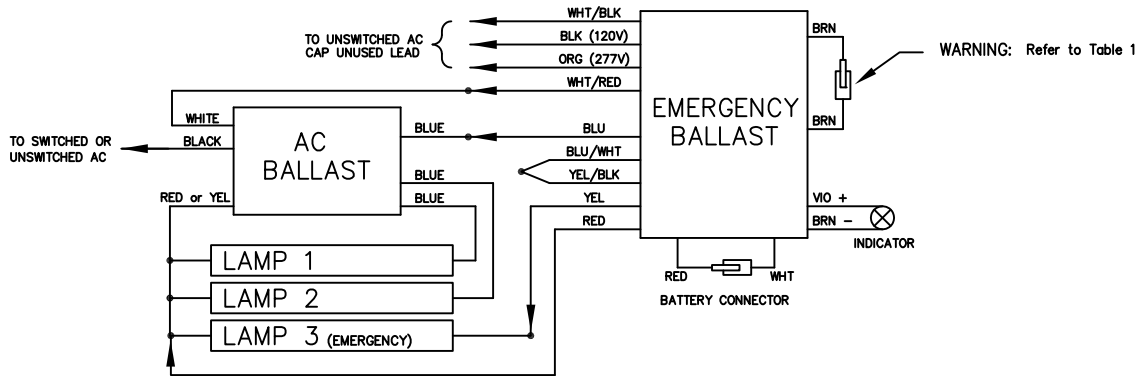 WHT/BLK
BLK (120V)
ORG (277V)
WHT/RED
TO UNSWITCHED AC
CAP UNUSED LEAD
BRN
BRN
WARNING: Refer to Table 1
EMERGENCY
BALLAST
WHITE
BLACK
TO SWITCHED OR
UNSWITCHED AC
AC
BALLAST
RED or YEL
BLUE
BLUE
BLUE
BLU
BLU/WHT
YEL/BLK
YEL
RED
VIO +
BRN -
INDICATOR
RED
WHT
BATTERY CONNECTOR
LAMP 1
LAMP 2
LAMP 3 (EMERGENCY)